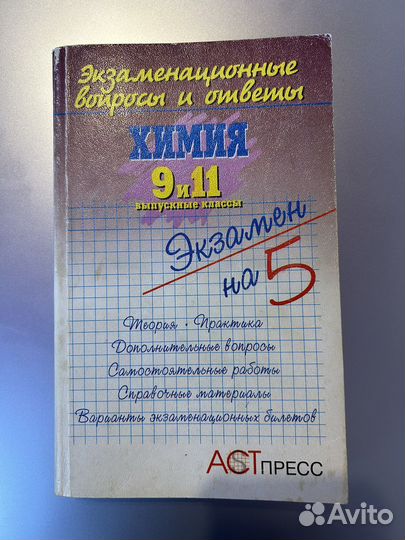 Экзаменационные
вопросы и ответы
ХИМИЯ
9 и 11
выпускные классы
Экзамен
на 5
Теория · Практика
Дополнительные вопросы
Самостоятельные работы
Справочные материалы
Варианты экзаменационных билетов
АСТ ПРЕСС
Avito